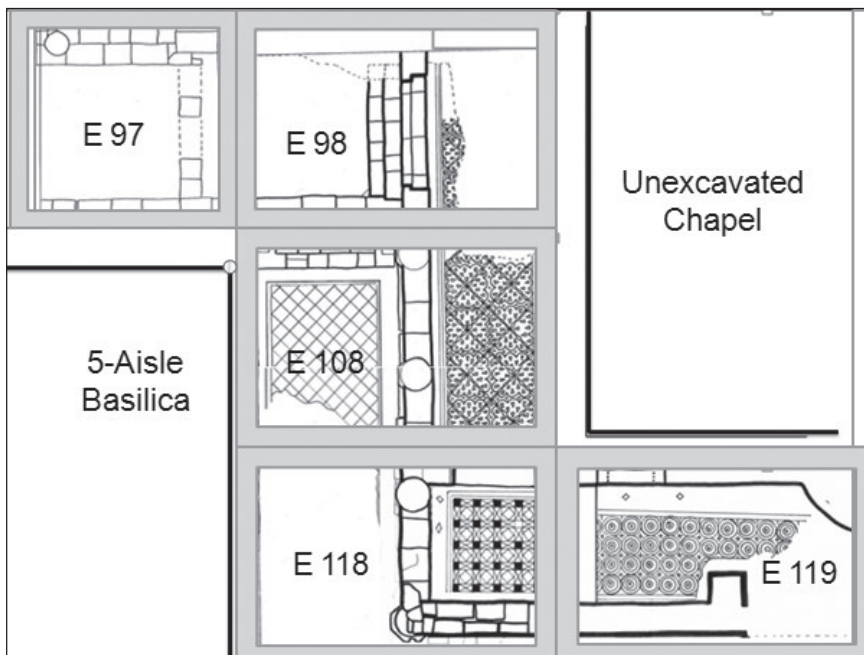 E 97
E 98
Unexcavated
Chapel
5-Aisle
Basilica
E 108
E 118
E 119